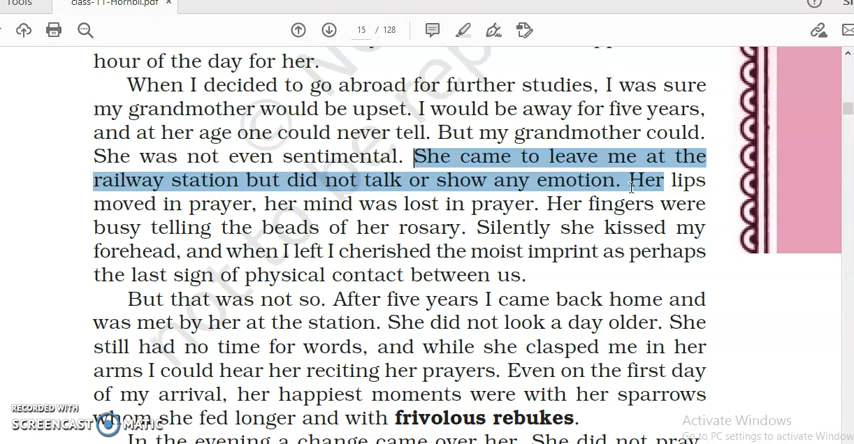 Tools
class-11-Hornbil.pdf
×
15 / 128
hour of the day for her.
When I decided to go abroad for further studies, I was sure
my grandmother would be upset. I would be away for five years,
and at her age one could never tell. But my grandmother could.
She was not even sentimental. She came to leave me at the
railway station but did not talk or show any emotion. Her lips
moved in prayer, her mind was lost in prayer. Her fingers were
busy telling the beads of her rosary. Silently she kissed my
forehead, and when I left I cherished the moist imprint as perhaps
the last sign of physical contact between us.
But that was not so. After five years I came back home and
was met by her at the station. She did not look a day older. She
still had no time for words, and while she clasped me in her
arms I could hear her reciting her prayers. Even on the first day
of my arrival, her happiest moments were with her sparrows
whom she fed longer and with frivolous rebukes.
In the evening a change came over her. She did not pray.
not to be rep
RECORDED WITH
SCREENCAST MATIC
Activate Windows
Go to PC settings to activate Window